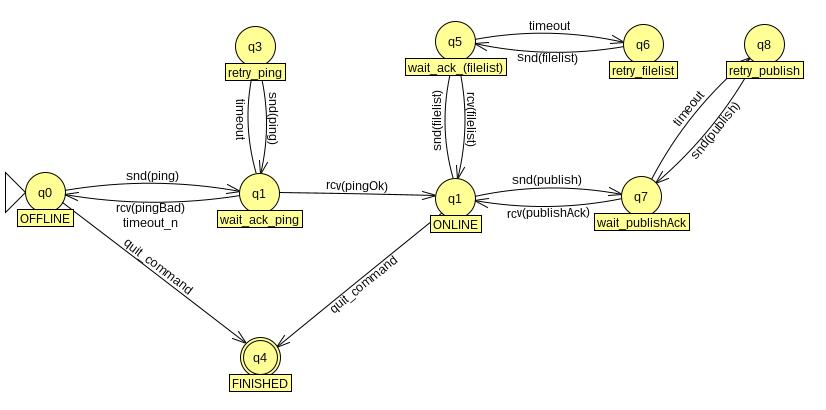 q3
retry_ping
q5
wait_ack_(filelist)
timeout
snd(filelist)
q6
retry_filelist
q8
retry_publish
timeout
snd(ping)
snd(filelist)
rcv(filelist)
timeout
snd(publish)
q0
OFFLINE
snd(ping)
rcv(pingBad)
timeout_n
q1
wait_ack_ping
rcv(pingOk)
q1
ONLINE
snd(publish)
rcv(publishAck)
q7
wait_publishAck
quit_command
quit_command
q4
FINISHED